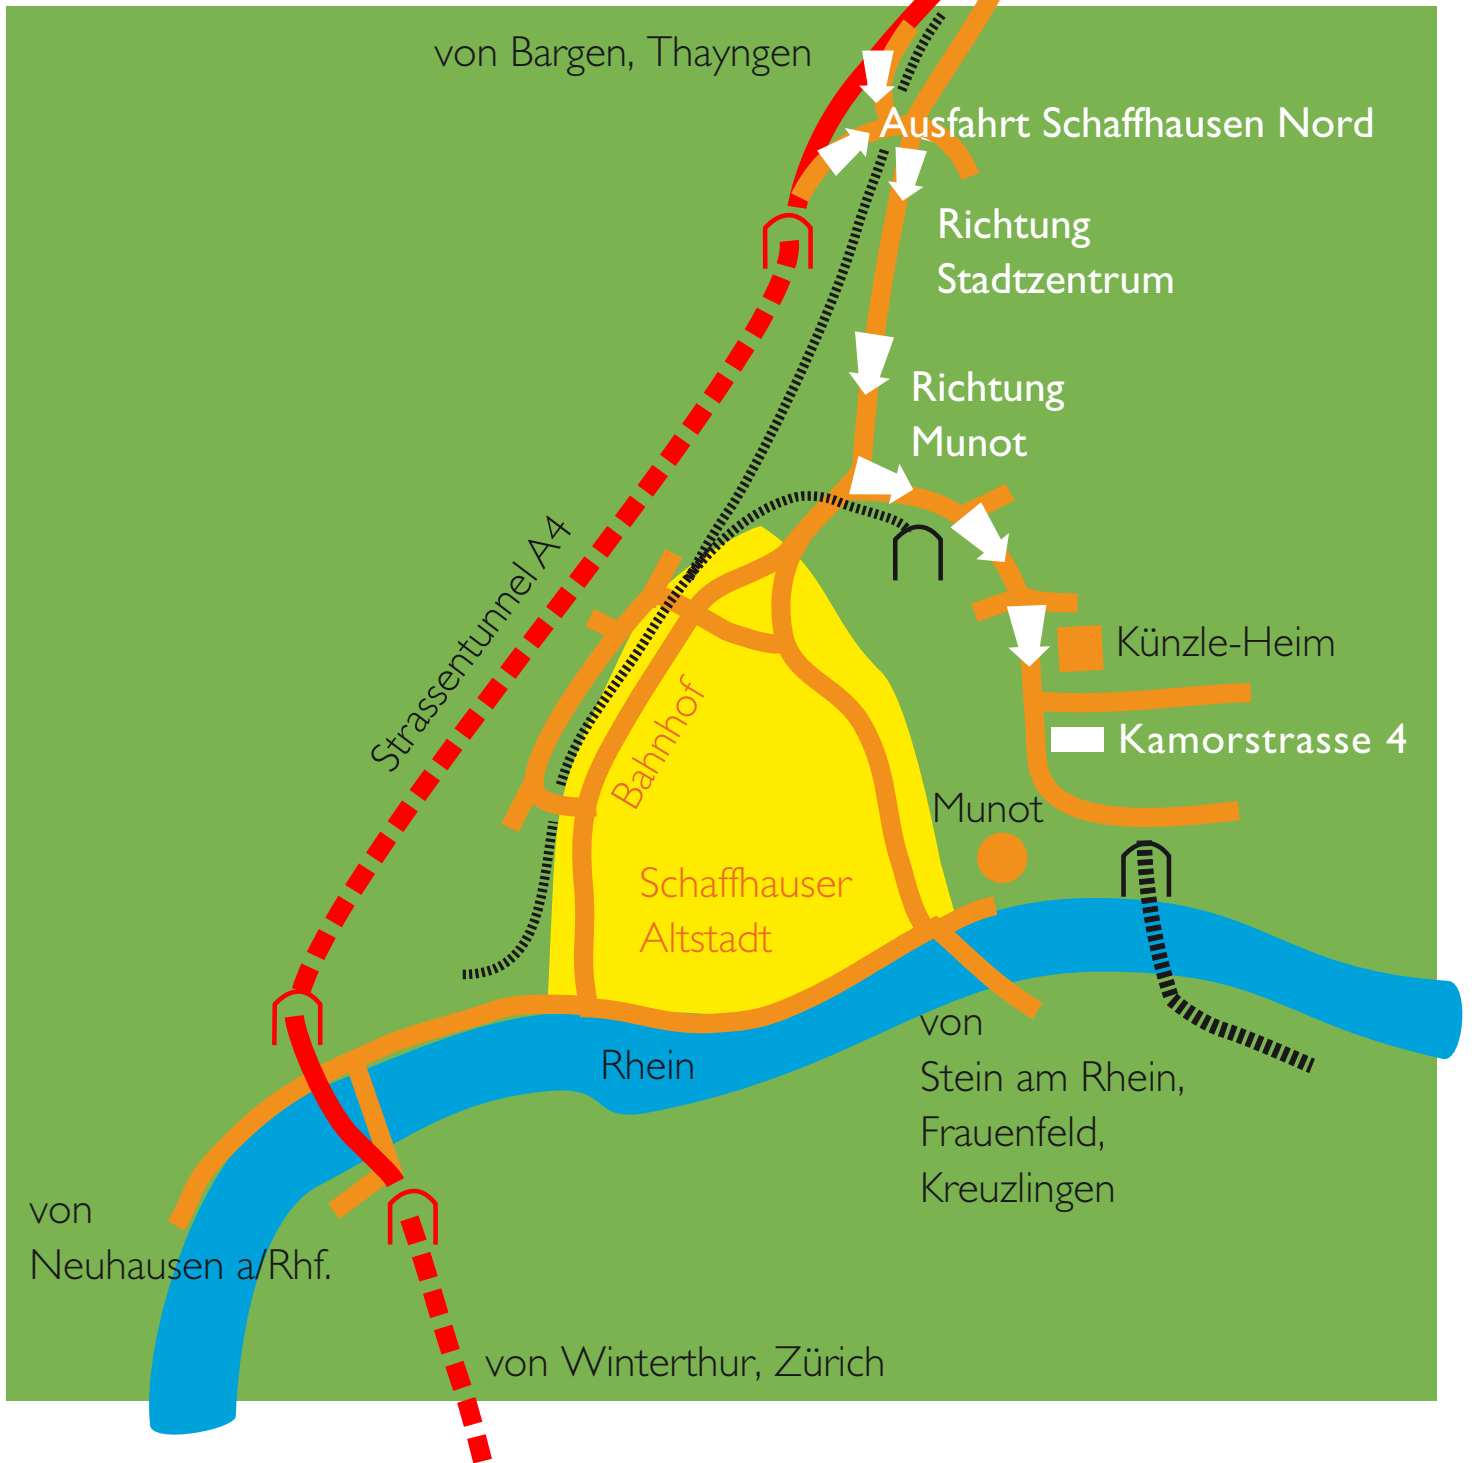 von Bargen, Thayngen
Ausfahrt Schaffhausen Nord
Richtung
Stadtzentrum
Richtung
Munot
Strassentunnel A4
Künzle-Heim
Bahnhof
Kamorstrasse 4
Munot
Schaffhauser
Altstadt
Rhein
von
Stein am Rhein,
Frauenfeld,
Kreuzlingen
von
Neuhausen a/Rhf.
von Winterthur, Zürich